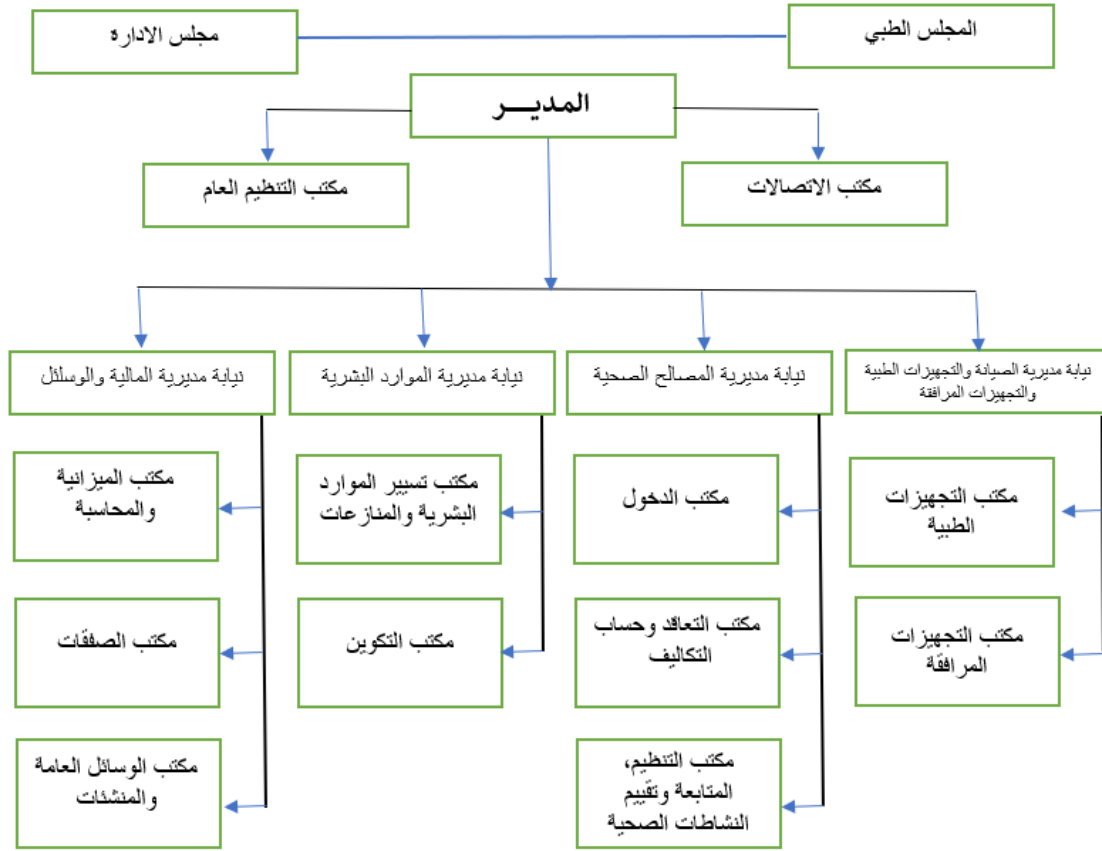 المجلس الطبي
مجلس الادارة
المديـــر
مكتب الاتصالات
مكتب التنظيم العام
نيابة مديرية الصيانة والتجهيزات الطبية
والتجهيزات المرافقة
نيابة مديرية المصالح الصحية
نيابة مديرية الموارد البشرية
نيابة مديرية المالية والوسلئل
مكتب التجهيزات
الطبية
مكتب الدخول
مكتب تسيير الموارد
البشرية والمنازعات
مكتب الميزانية
والمحاسبة
مكتب التجهيزات
المرافقة
مكتب التعاقد وحساب
التكاليف
مكتب التكوين
مكتب الصفقات
مكتب التنظيم،
المتابعة وتقييم
النشاطات الصحية
مكتب الوسائل العامة
والمنشئات